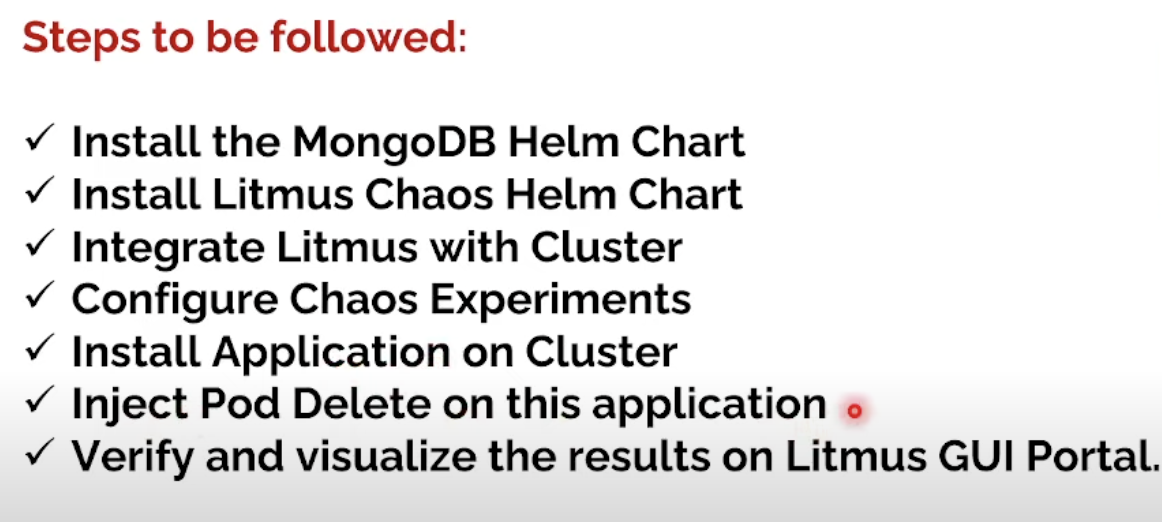 Steps to be followed:
✓ Install the MongoDB Helm Chart
✓ Install Litmus Chaos Helm Chart
✓ Integrate Litmus with Cluster
✓ Configure Chaos Experiments
✓ Install Application on Cluster
✓ Inject Pod Delete on this application
✓ Verify and visualize the results on Litmus GUI Portal.